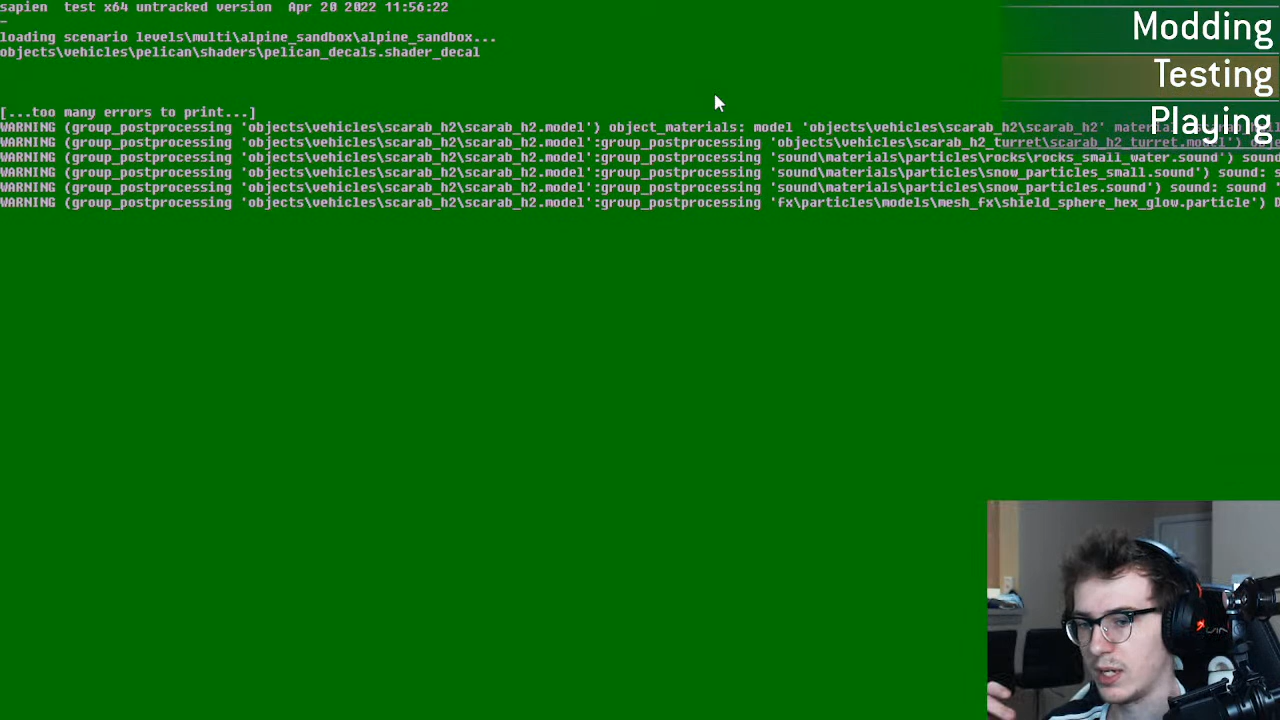 sapien  test x64 untracked version  Apr 20 2022 11:56:22
Modding
Testing
Playing
loading scenario levels\multi\alpine_sandbox\alpine_sandbox...
objects\vehicles\pelican\shaders\pelican_decals.shader_decal
[...too many errors to print...]
WARNING (group_postprocessing 'objects\vehicles\scarab_h2\scarab_h2.model') object_materials: model 'objects\vehicles\scarab_h2\scarab_h2'
WARNING (group_postprocessing 'objects\vehicles\scarab_h2\scarab_h2.model':group_postprocessing 'objects\vehicles\scarab_h2_turret\scarab_h2_turret.model')
WARNING (group_postprocessing 'objects\vehicles\scarab_h2\scarab_h2.model':group_postprocessing 'sound\materials\particles\rocks\rocks_small_water.sound') sound
WARNING (group_postprocessing 'objects\vehicles\scarab_h2\scarab_h2.model':group_postprocessing 'sound\materials\particles\snow_particles_small.sound') sound: s
WARNING (group_postprocessing 'objects\vehicles\scarab_h2\scarab_h2.model':group_postprocessing 'sound\materials\particles\snow_particles.sound') sound: sound '
WARNING (group_postprocessing 'objects\vehicles\scarab_h2\scarab_h2.model':group_postprocessing 'fx\particles\models\mesh_fx\shield_sphere_hex_glow.particle') D